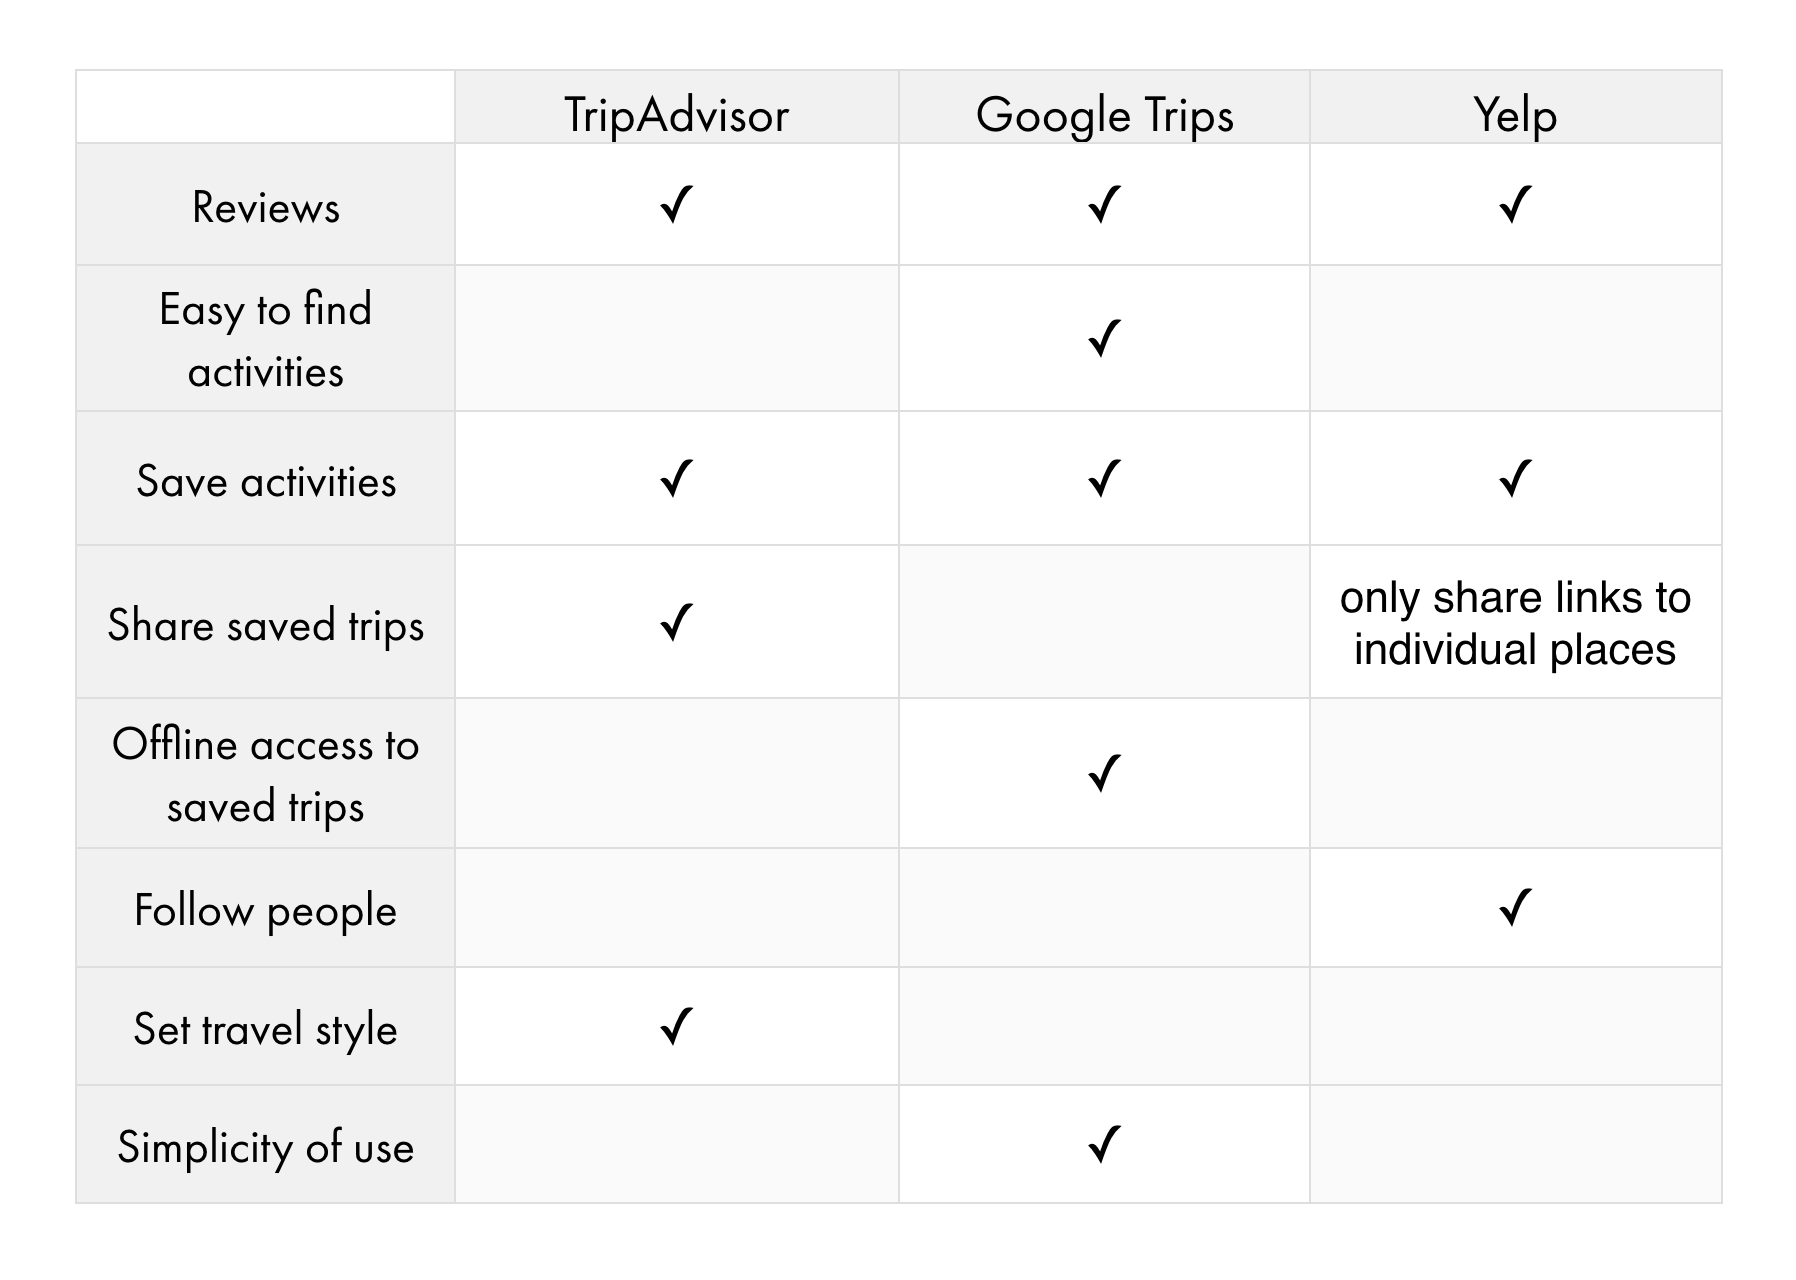 TripAdvisor Google Trips Yelp
Reviews ✓ ✓ ✓
Easy to find
activities ✓
Save activities ✓ ✓ ✓
Share saved trips ✓ only share links to
individual places
Offline access to
saved trips ✓
Follow people ✓
Set travel style ✓
Simplicity of use ✓